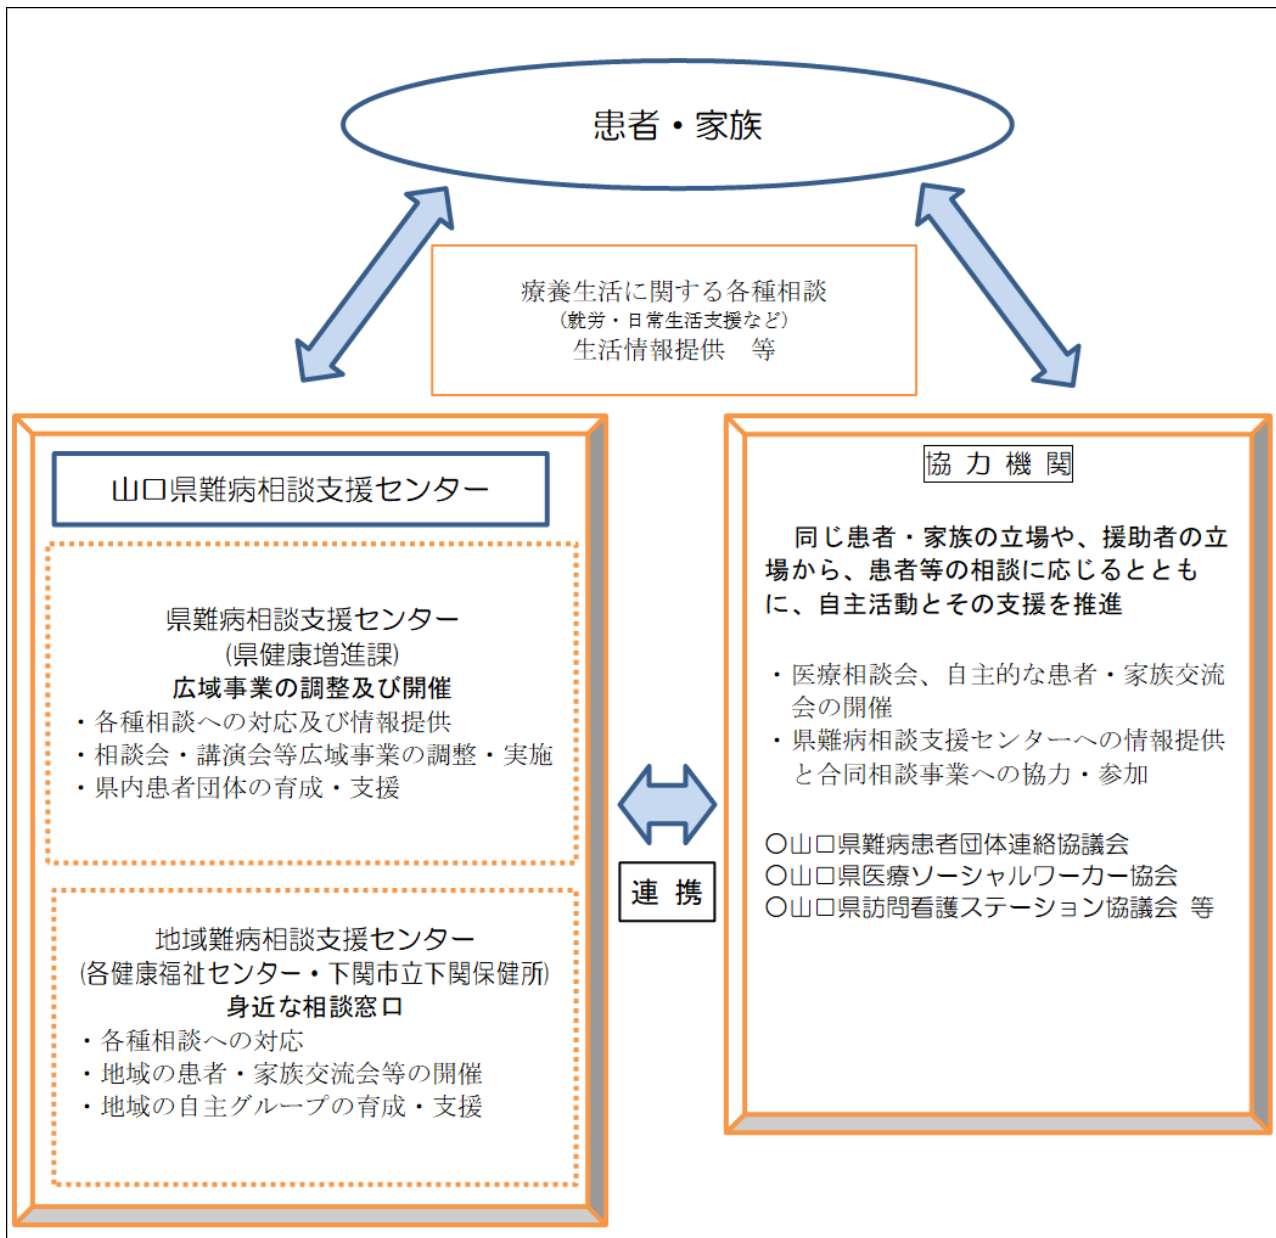 患者・家族
療養生活に関する各種相談
（就労・日常生活支援など）
生活情報提供　等
山口県難病相談支援センター
県難病相談支援センター
(県健康増進課)
広域事業の調整及び開催
・各種相談への対応及び情報提供
・相談会・講演会等広域事業の調整・実施
・県内患者団体の育成・支援
地域難病相談支援センター
(各健康福祉センター・下関市立下関保健所)
身近な相談窓口
・各種相談への対応
・地域の患者・家族交流会等の開催
・地域の自主グループの育成・支援
連 携
協 力 機 関
同じ患者・家族の立場や、援助者の立
場から、患者等の相談に応じるととも
に、自主活動とその支援を推進
・医療相談会、自主的な患者・家族交流
会の開催
・県難病相談支援センターへの情報提供
と合同相談事業への協力・参加
〇山口県難病患者団体連絡協議会
〇山口県医療ソーシャルワーカー協会
〇山口県訪問看護ステーション協議会 等